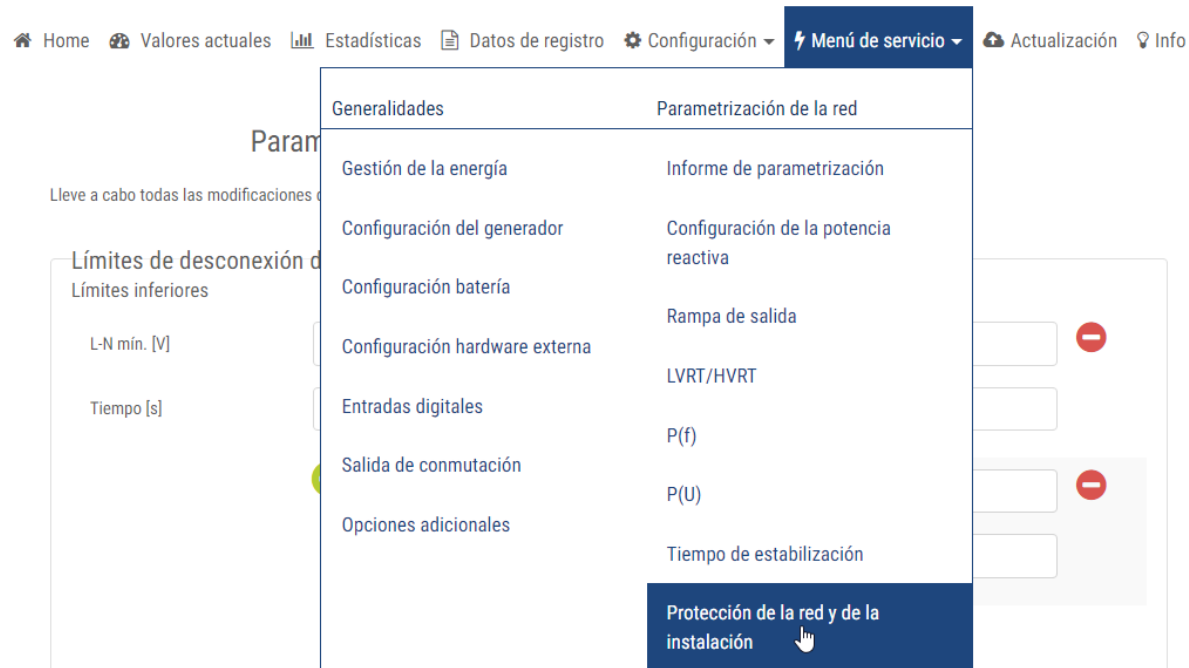 Home Valores actuales Estadísticas Datos de registro Configuración Menú de servicio Actualización Info
Generalidades
Gestión de la energía
Configuración del generador
Configuración batería
Configuración hardware externa
Entradas digitales
Salida de conmutación
Opciones adicionales
Parametrización de la red
Informe de parametrización
Configuración de la potencia
reactiva
Rampa de salida
LVRT/HVRT
P(f)
P(U)
Tiempo de estabilización
Protección de la red y de la
instalación
Param
Lleve a cabo todas las modificaciones
Límites de desconexión d
Límites inferiores
L-N mín. [V]
Tiempo [s]